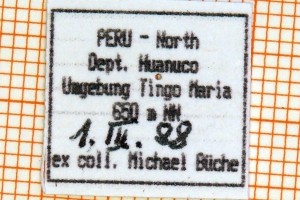 PERU - North
Dept. Huanuco
Umgebung Tingo Maria
650 m NN
1. IV. 88
ex coll. Michael Büche